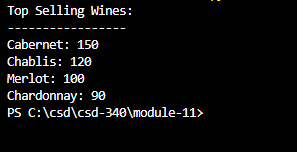 Top Selling Wines:
-----------------
Cabernet: 150
Chablis: 120
Merlot: 100
Chardonnay: 90
PS C:\csd\csd-340\module-11>